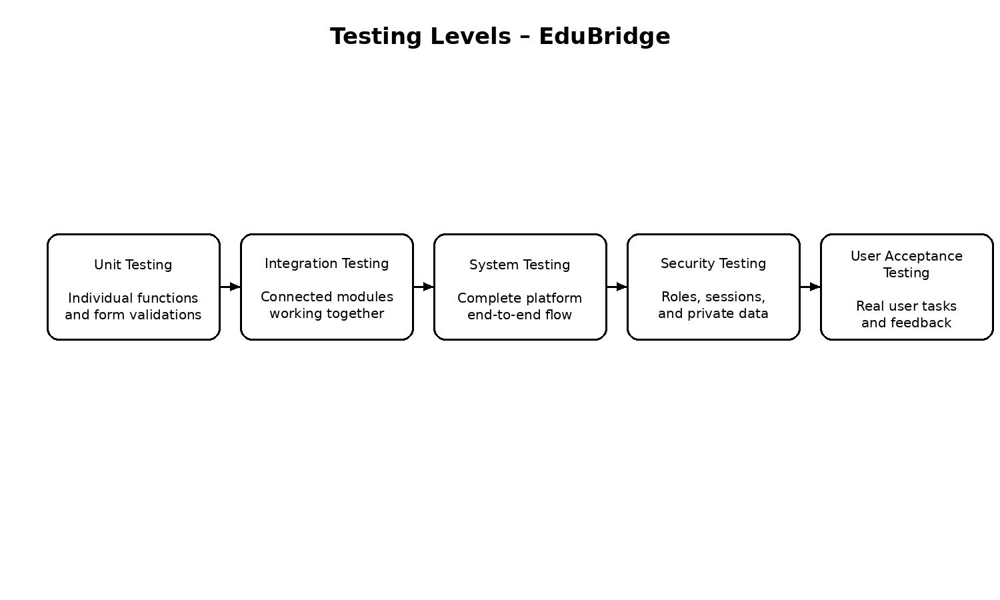 Testing Levels – EduBridge
Unit Testing
Individual functions
and form validations
Integration Testing
Connected modules
working together
System Testing
Complete platform
end-to-end flow
Security Testing
Roles, sessions,
and private data
User Acceptance
Testing
Real user tasks
and feedback